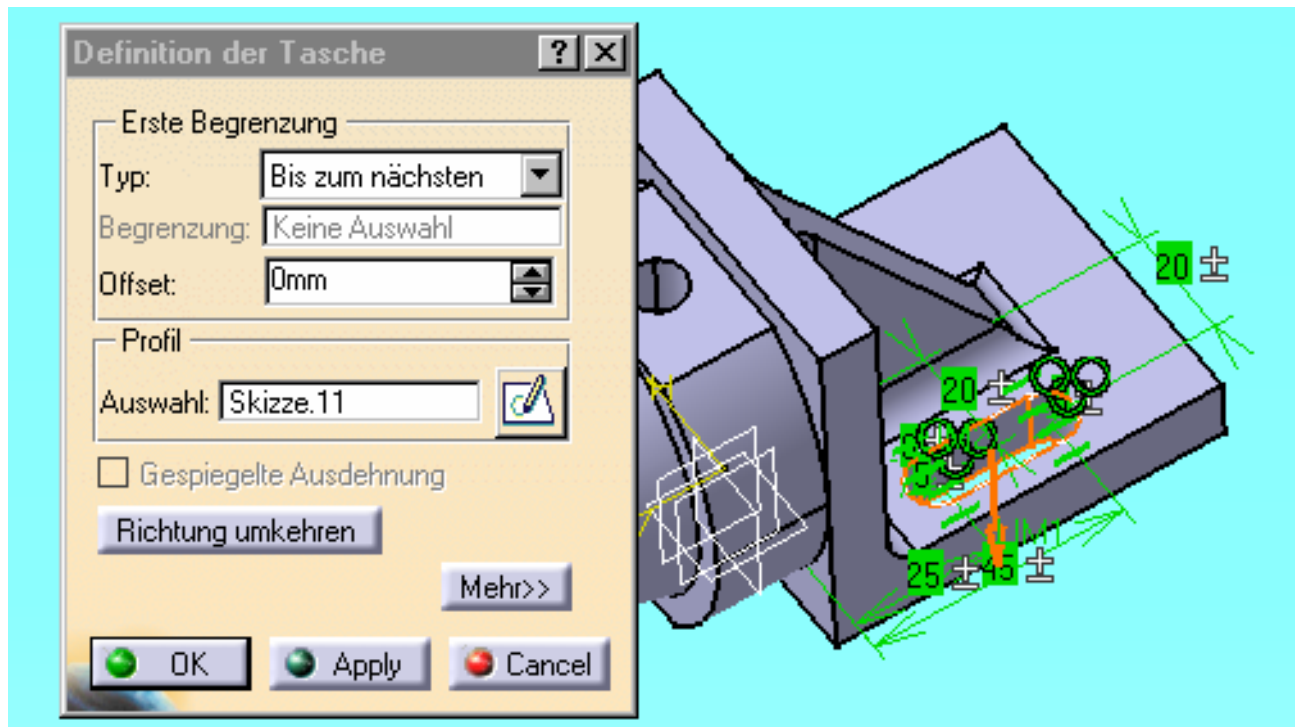 Definition der Tasche
Erste Begrenzung
Typ: Bis zum nächsten
Begrenzung: Keine Auswahl
Offset: 0mm
Profil
Auswahl: Skizze.11
Gespiegelte Ausdehnung
Richtung umkehren
Mehr>>
OK Apply Cancel
20
20
5
25 45
H